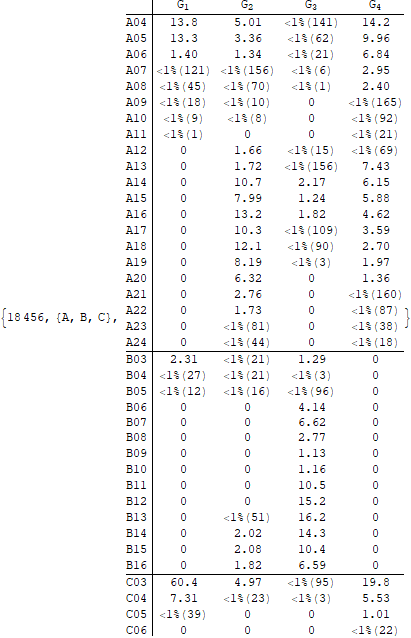 G1 G2 G3 G4
A04 13.8 5.01 <1%(141) 14.2
A05 13.3 3.36 <1%(62) 9.96
A06 1.40 1.34 <1%(21) 6.84
A07 <1%(121) <1%(156) <1%(6) 2.95
A08 <1%(45) <1%(70) <1%(1) 2.40
A09 <1%(18) <1%(10) 0 <1%(165)
A10 <1%(9) <1%(8) 0 <1%(92)
A11 <1%(1) 0 0 <1%(21)
A12 0 1.66 <1%(15) <1%(69)
A13 0 1.72 <1%(156) 7.43
A14 0 10.7 2.17 6.15
A15 0 7.99 1.24 5.88
A16 0 13.2 1.82 4.62
A17 0 10.3 <1%(109) 3.59
A18 0 12.1 <1%(90) 2.70
A19 0 8.19 <1%(3) 1.97
A20 0 6.32 0 1.36
A21 0 2.76 0 <1%(160)
{18456, {A, B, C}, A22 0 1.73 0 <1%(87) }
A23 0 <1%(81) 0 <1%(38)
A24 0 <1%(44) 0 <1%(18)
B03 2.31 <1%(21) 1.29 0
B04 <1%(27) <1%(21) <1%(3) 0
B05 <1%(12) <1%(16) <1%(96) 0
B06 0 0 4.14 0
B07 0 0 6.62 0
B08 0 0 2.77 0
B09 0 0 1.13 0
B10 0 0 1.16 0
B11 0 0 10.5 0
B12 0 0 15.2 0
B13 0 <1%(51) 16.2 0
B14 0 2.02 14.3 0
B15 0 2.08 10.4 0
B16 0 1.82 6.59 0
C03 60.4 4.97 <1%(95) 19.8
C04 7.31 <1%(23) <1%(3) 5.53
C05 <1%(39) 0 0 1.01
C06 0 0 0 <1%(22)